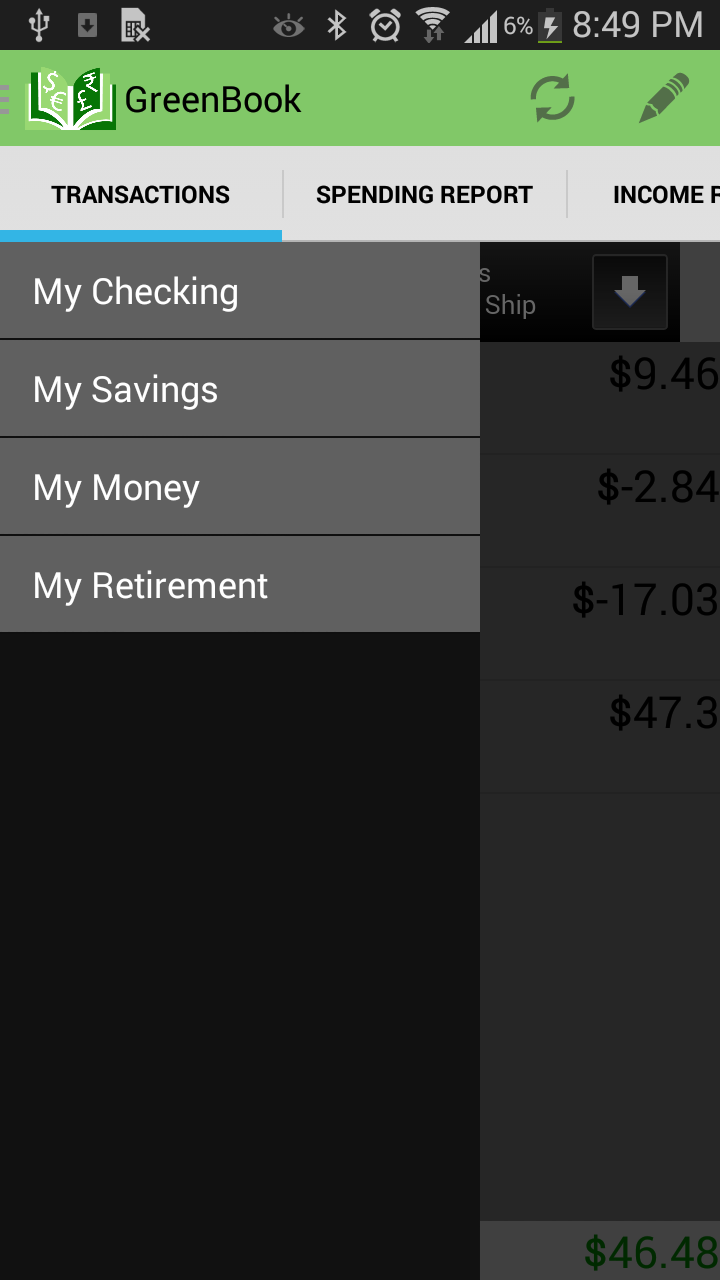 6% 8:49 PM
GreenBook
TRANSACTIONS SPENDING REPORT INCOME
My Checking
Ship
$9.46
My Savings
$-2.84
My Money
$-17.03
My Retirement
$47.3
$46.48